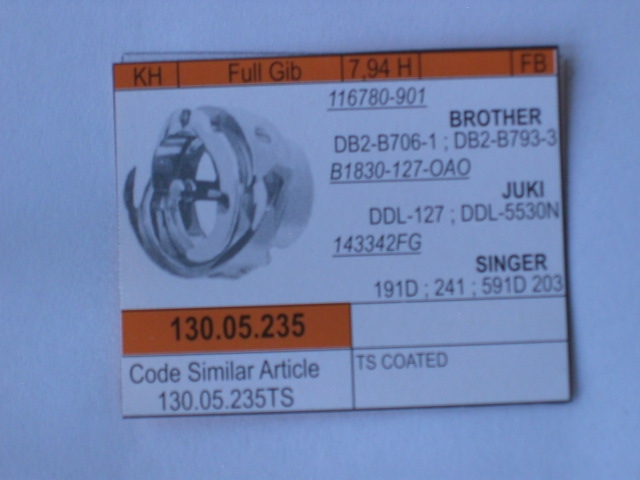 KH Full Gib 7,94 H FB
116780-901
BROTHER
DB2-B706-1 ; DB2-B793-3
B1830-127-OAO
JUKI
DDL-127 ; DDL-5530N
143342FG
SINGER
191D ; 241 ; 591D 203
130.05.235
Code Similar Article
130.05.235TS
TS COATED